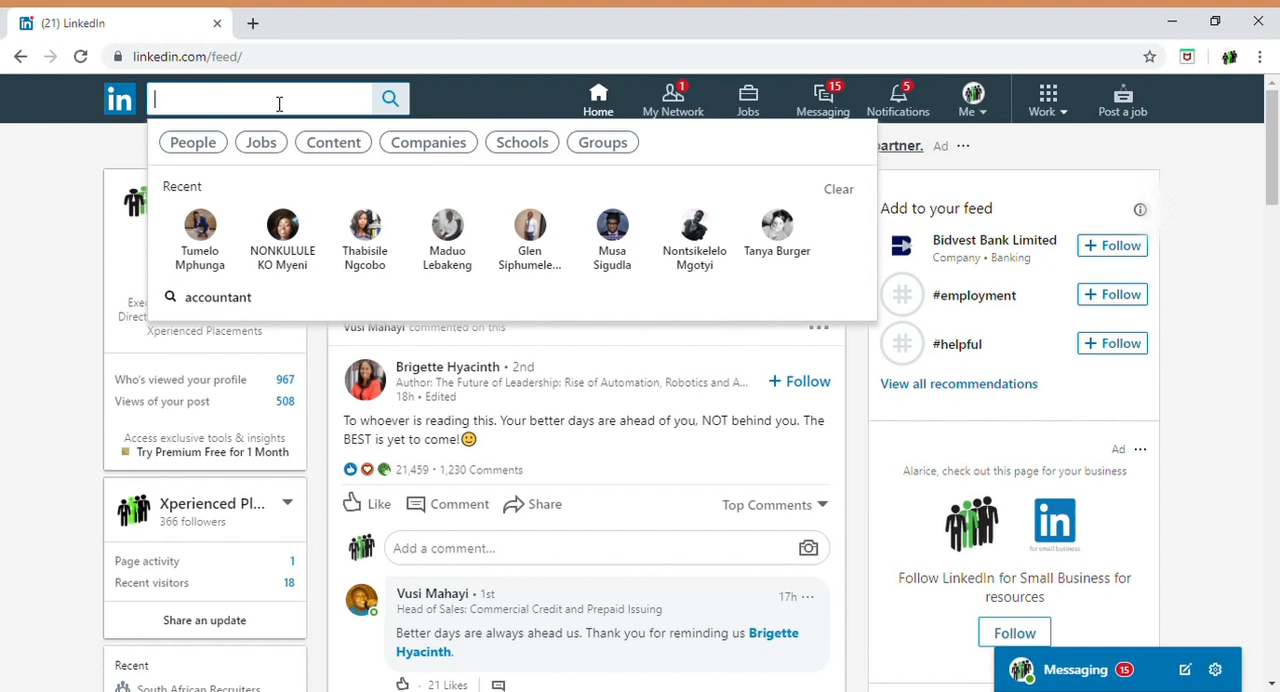 (21) LinkedIn
linkedin.com/feed/
in
Home
My Network
1
Jobs
Messaging
15
Notifications
5
Me
Work
Post a job
People
Jobs
Content
Companies
Schools
Groups
Recent
Clear
Tumelo
Mphunga
NONKULULE
KO Myeni
Thabisile
Ngcobo
Maduo
Lebakeng
Glen
Siphumele...
Musa
Sigudla
Nontsikelelo
Mgotyi
Tanya Burger
accountant
partner. Ad
Exe
Direct
Xperienced Placements
Who's viewed your profile 967
Views of your post 508
Access exclusive tools & insights
Try Premium Free for 1 Month
Xperienced Pl...
366 followers
Page activity 1
Recent visitors 18
Share an update
Recent
South African Recruiters
Vusi Mahayi commented on this
Brigette Hyacinth • 2nd
Author: The Future of Leadership: Rise of Automation, Robotics and A...
18h • Edited
+ Follow
To whoever is reading this. Your better days are ahead of you, NOT behind you. The
BEST is yet to come!😊
21,459 • 1,230 Comments
Like
Comment
Share
Top Comments
Add a comment...
Vusi Mahayi • 1st
17h
Head of Sales: Commercial Credit and Prepaid Issuing
Better days are always ahead us. Thank you for reminding us Brigette
Hyacinth.
21 Likes
Add to your feed
Bidvest Bank Limited
Company • Banking
+ Follow
#employment
+ Follow
#helpful
+ Follow
View all recommendations
Ad
Alarice, check out this page for your business
in
for small business
Follow LinkedIn for Small Business for
resources
Follow
Messaging 15